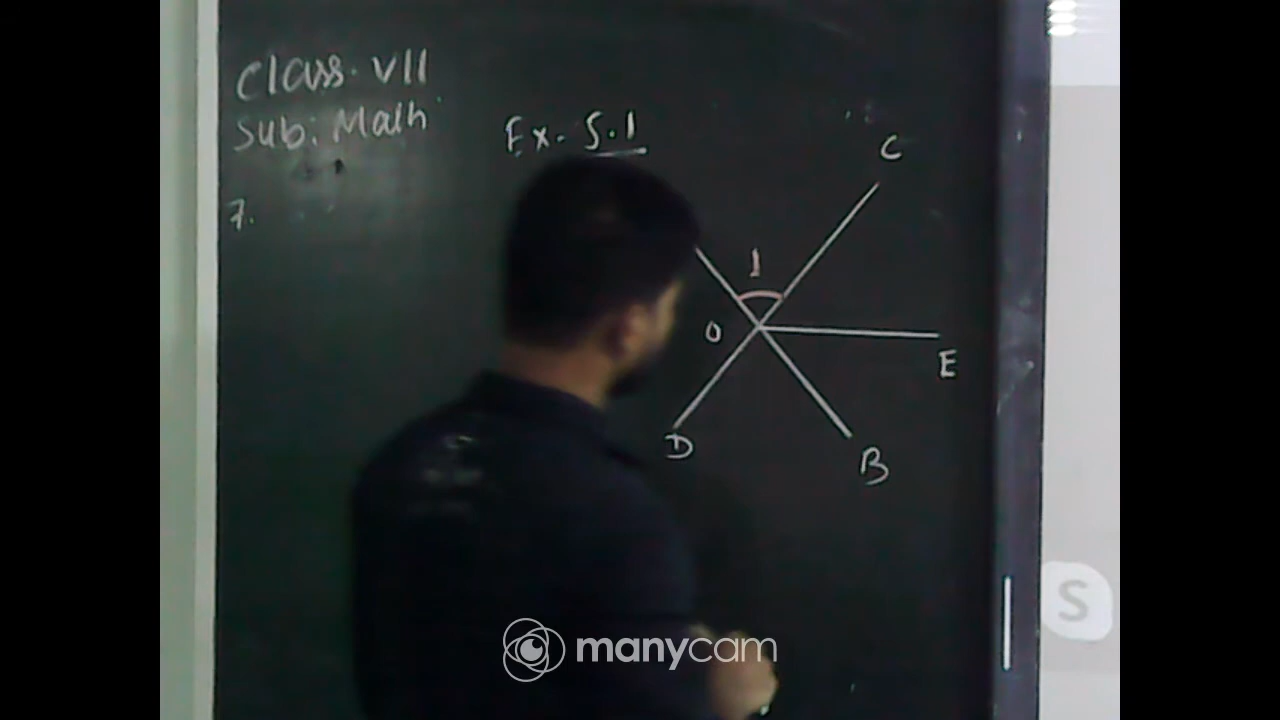 Class. VII
Sub: Math
Ex. 5.1
7.
C
1
O
E
D
B
manycam
S